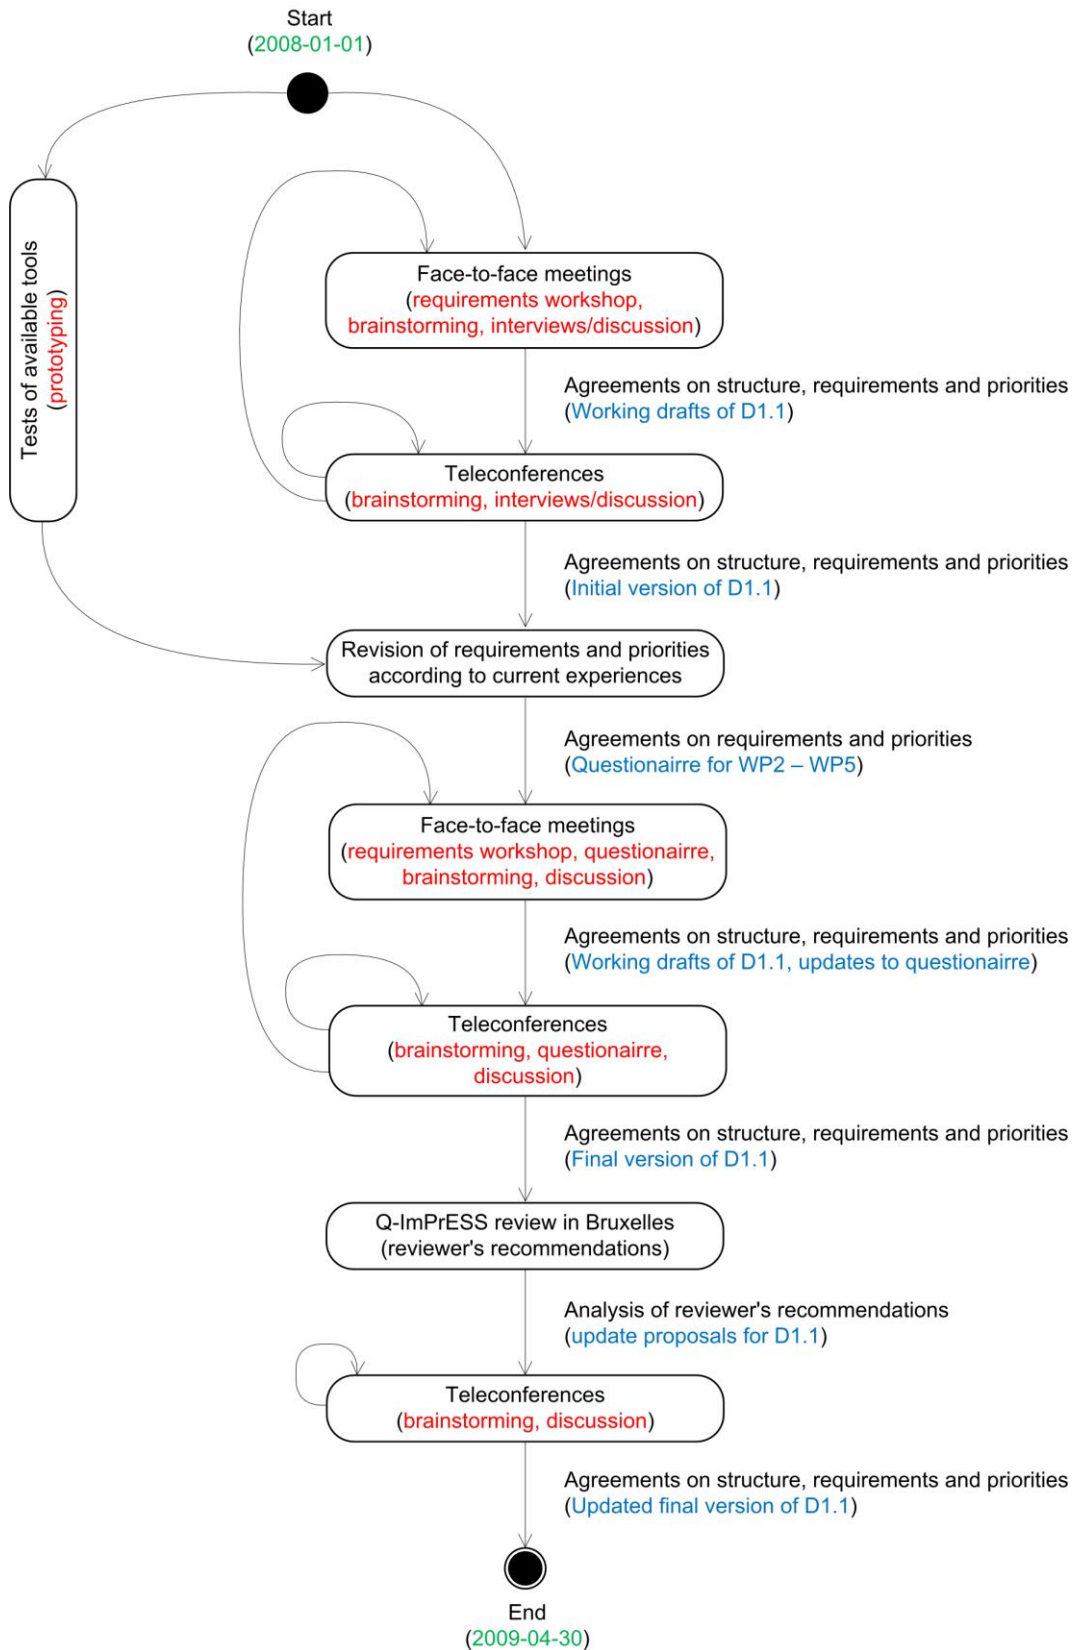 Start
(2008-01-01)
Tests of available tools
(prototyping)
Face-to-face meetings
(requirements workshop,
brainstorming, interviews/discussion)
Agreements on structure, requirements and priorities
(Working drafts of D1.1)
Teleconferences
(brainstorming, interviews/discussion)
Agreements on structure, requirements and priorities
(Initial version of D1.1)
Revision of requirements and priorities
according to current experiences
Agreements on requirements and priorities
(Questionairre for WP2 – WP5)
Face-to-face meetings
(requirements workshop, questionairre,
brainstorming, discussion)
Agreements on structure, requirements and priorities
(Working drafts of D1.1, updates to questionairre)
Teleconferences
(brainstorming, questionairre,
discussion)
Agreements on structure, requirements and priorities
(Final version of D1.1)
Q-ImPrESS review in Bruxelles
(reviewer's recommendations)
Analysis of reviewer's recommendations
(update proposals for D1.1)
Teleconferences
(brainstorming, discussion)
Agreements on structure, requirements and priorities
(Updated final version of D1.1)
End
(2009-04-30)